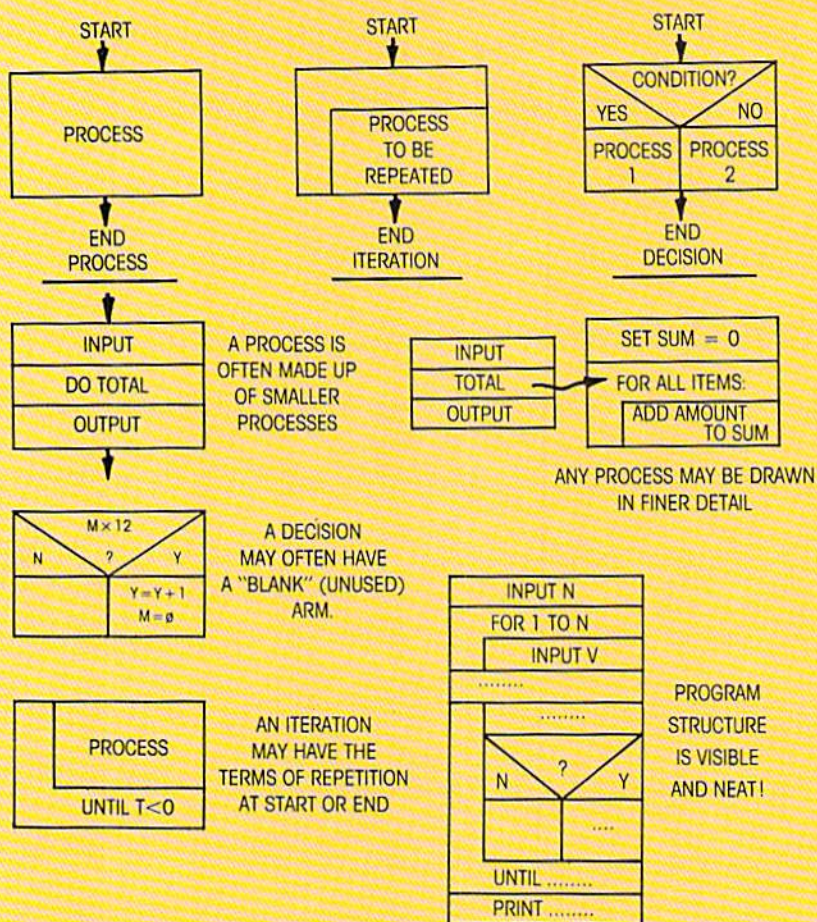 START
PROCESS
END
PROCESS
START
PROCESS
TO BE
REPEATED
END
ITERATION
START
CONDITION?
YES
NO
PROCESS
1
PROCESS
2
END
DECISION
INPUT
DO TOTAL
OUTPUT
A PROCESS IS
OFTEN MADE UP
OF SMALLER
PROCESSES
INPUT
TOTAL
OUTPUT
SET SUM = 0
FOR ALL ITEMS:
ADD AMOUNT
TO SUM
ANY PROCESS MAY BE DRAWN
IN FINER DETAIL
M×12
N
?
Y
Y=Y+1
M=ø
A DECISION
MAY OFTEN HAVE
A "BLANK" (UNUSED)
ARM.
PROCESS
UNTIL T<0
AN ITERATION
MAY HAVE THE
TERMS OF REPETITION
AT START OR END
INPUT N
FOR 1 TO N
INPUT V
........
........
N
?
Y
....
UNTIL ........
PRINT ........
PROGRAM
STRUCTURE
IS VISIBLE
AND NEAT!